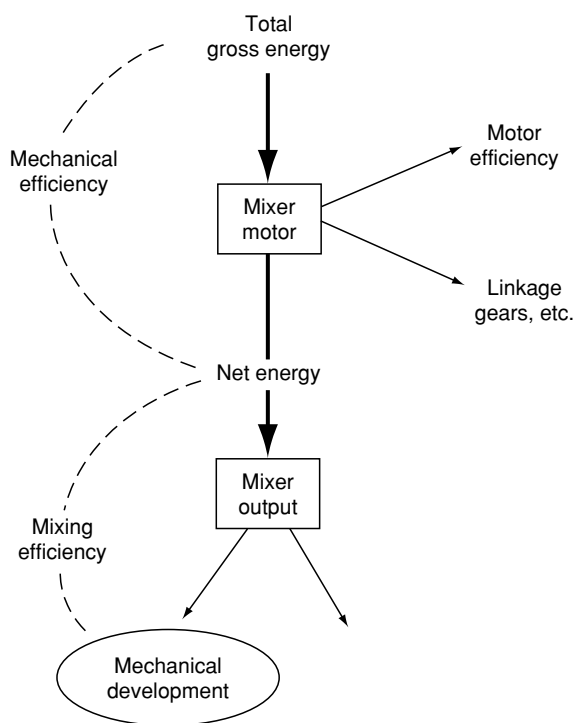 Total
gross energy
Mechanical
efficiency
Motor
efficiency
Mixer
motor
Linkage
gears, etc.
Net energy
Mixer
output
Mixing
efficiency
Mechanical
development